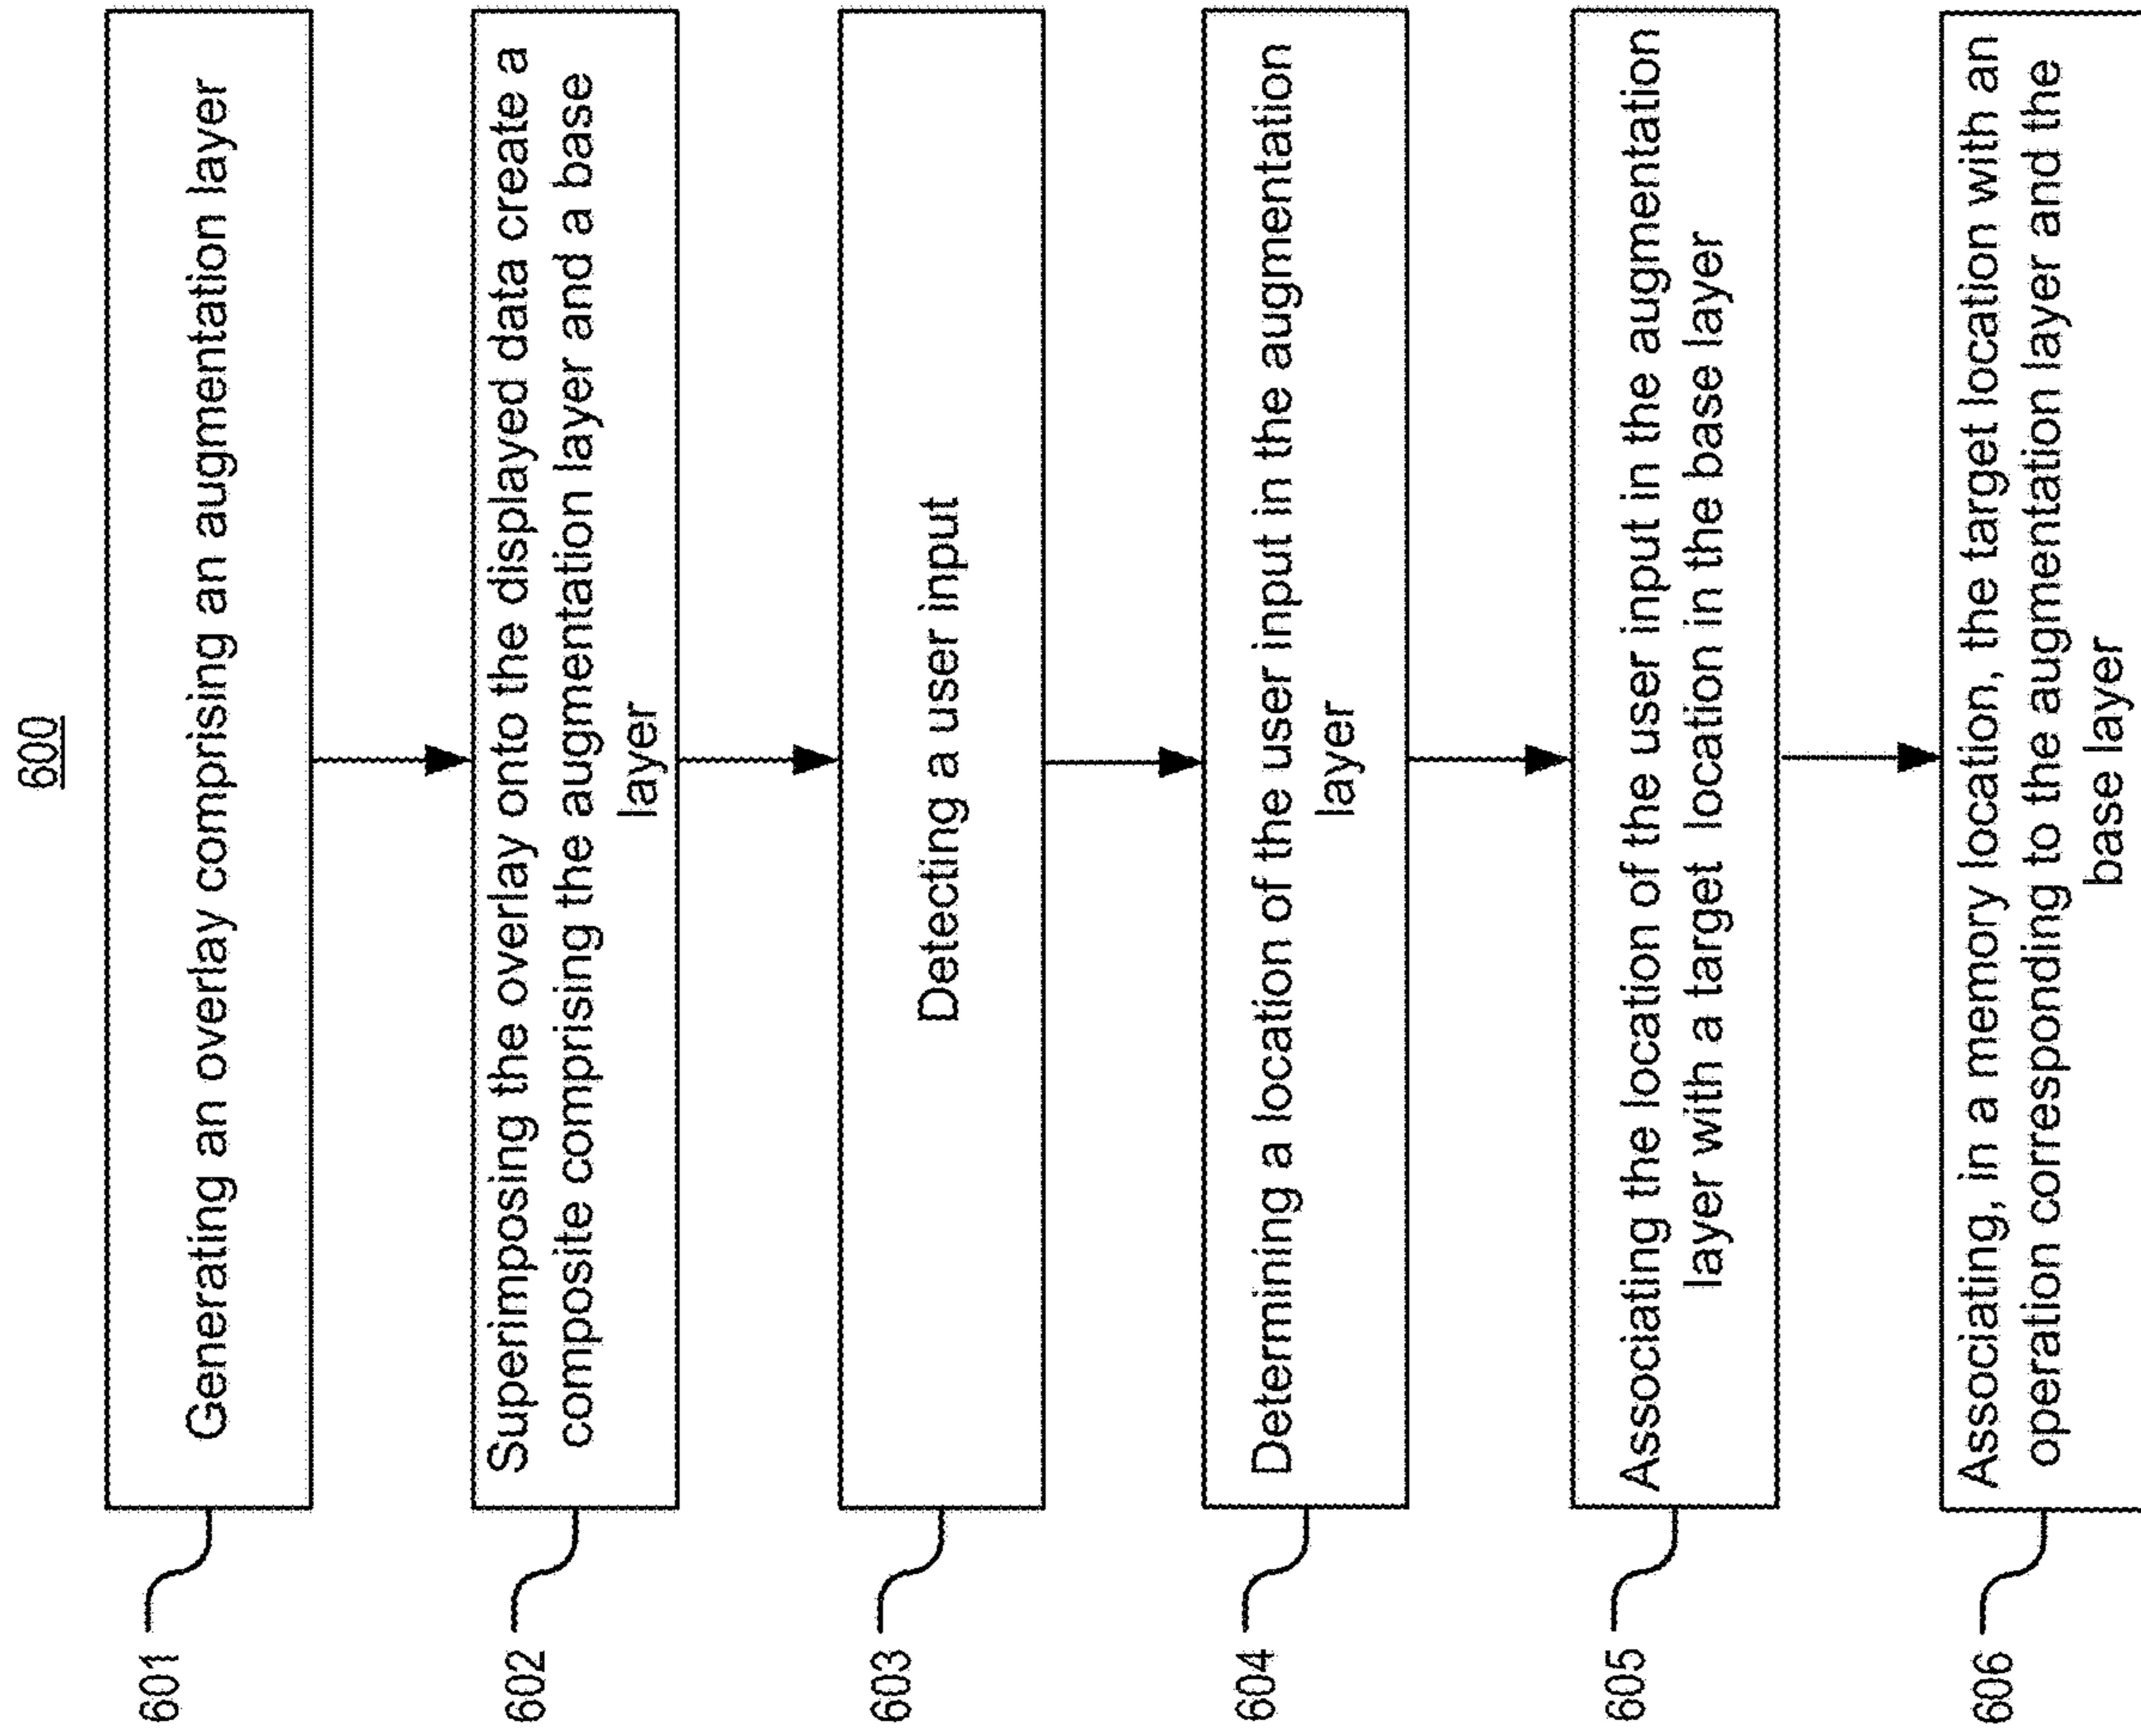 600
601
Generating an overlay comprising an augmentation layer
602
Superimposing the overlay onto the displayed data create a
composite comprising the augmentation layer and a base
layer
603
Detecting a user input
604
Determining a location of the user input in the augmentation
layer
605
Associating the location of the user input in the augmentation
layer with a target location in the base layer
606
Associating, in a memory location, the target location with an
operation corresponding to the augmentation layer and the
base layer